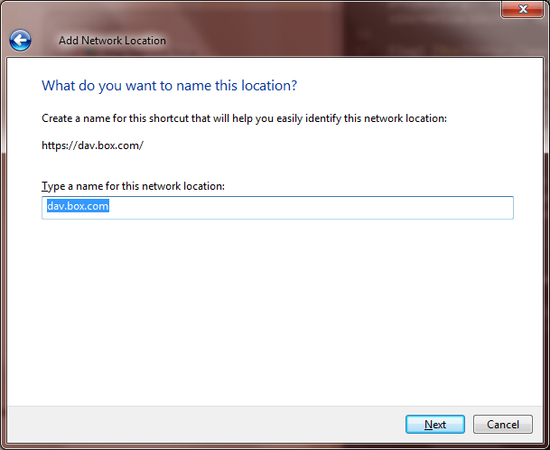 Add Network Location
What do you want to name this location?
Create a name for this shortcut that will help you easily identify this network location:
https://dav.box.com/
Type a name for this network location:
dav.box.com
Next
Cancel